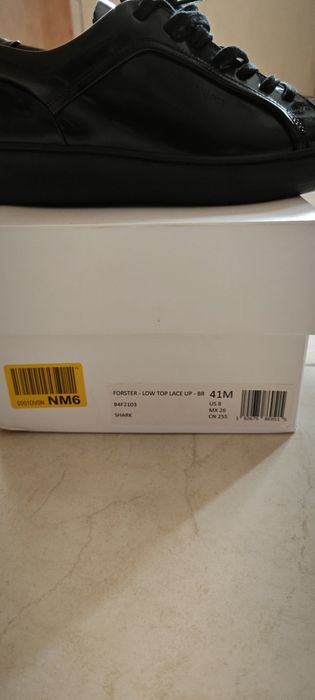 FORSTER - LOW TOP LACE UP - BR 41M
B4F2103 US 8
MX 26
SHARK CN 255
NM6